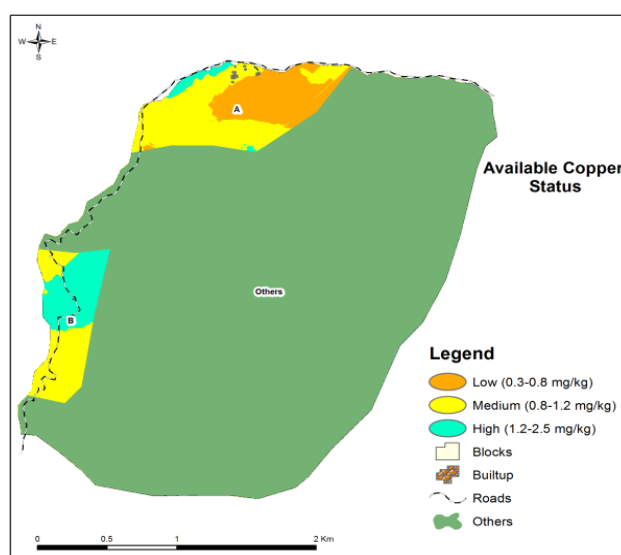 N
W E
S
A
Available Copper
Status
Others
B
Legend
Low (0.3-0.8 mg/kg)
Medium (0.8-1.2 mg/kg)
High (1.2-2.5 mg/kg)
Blocks
Builtup
Roads
Others
0 0.5 1 2 Km